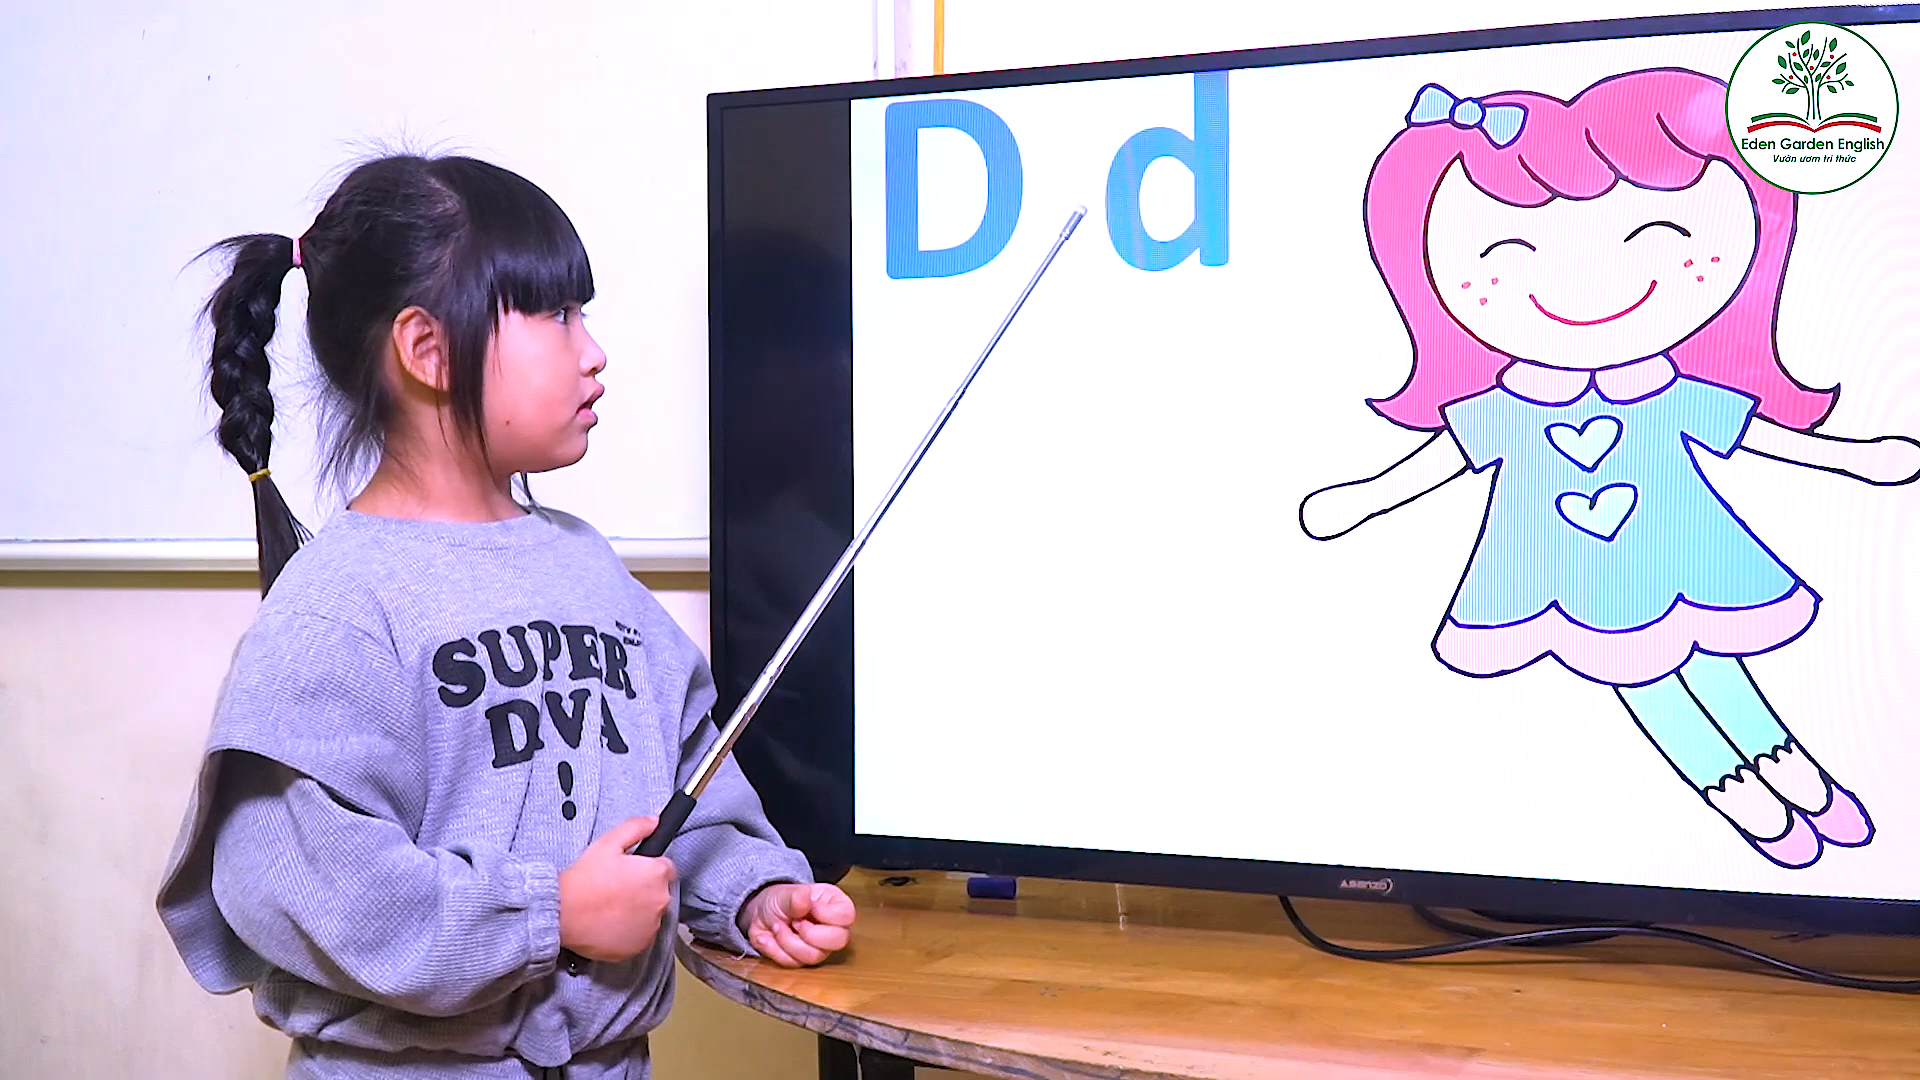 D d
Eden Garden English
Vườn ươm tri thức
SUPER
DIVA
!
ASANZO